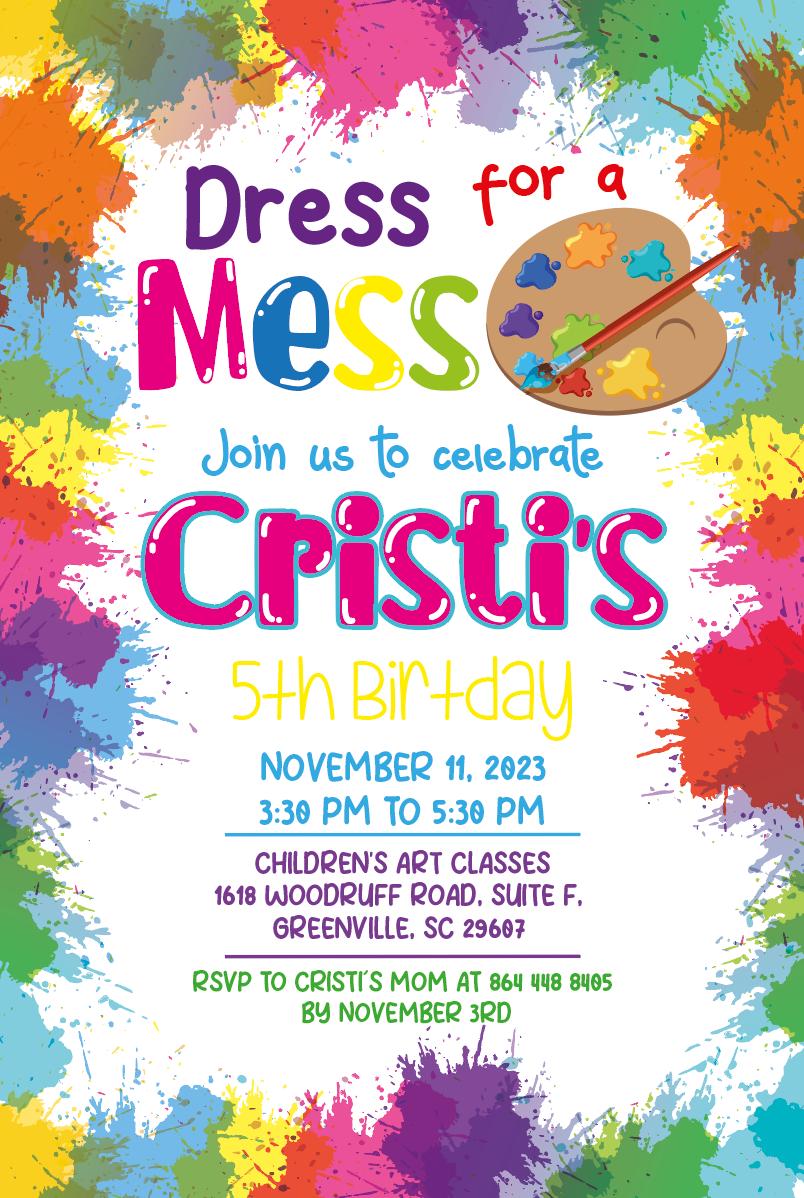 Dress for a
Mess
Join us to celebrate
Cristi's
5th Birtday
NOVEMBER 11, 2023
3:30 PM TO 5:30 PM
CHILDREN'S ART CLASSES
1618 WOODRUFF ROAD, SUITE F,
GREENVILLE, SC 29607
RSVP TO CRISTI'S MOM AT 864 448 8405
BY NOVEMBER 3RD